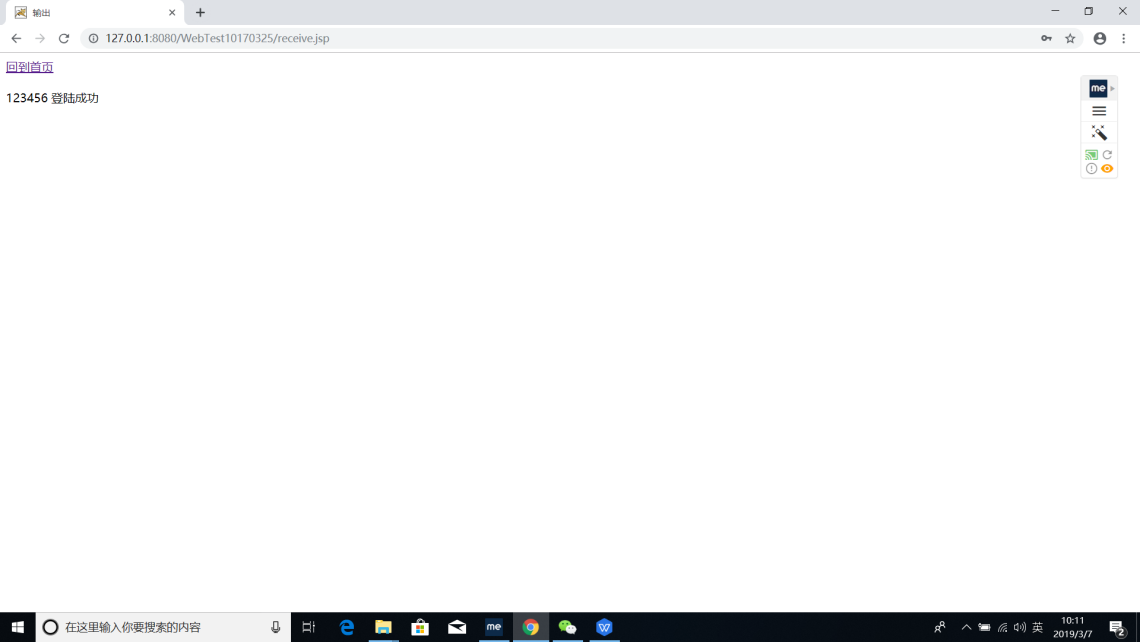 输出
127.0.0.1:8080/WebTest10170325/receive.jsp
回到首页
123456 登陆成功
me
在这里输入你要搜索的内容
me
英
10:11
2019/3/7
2